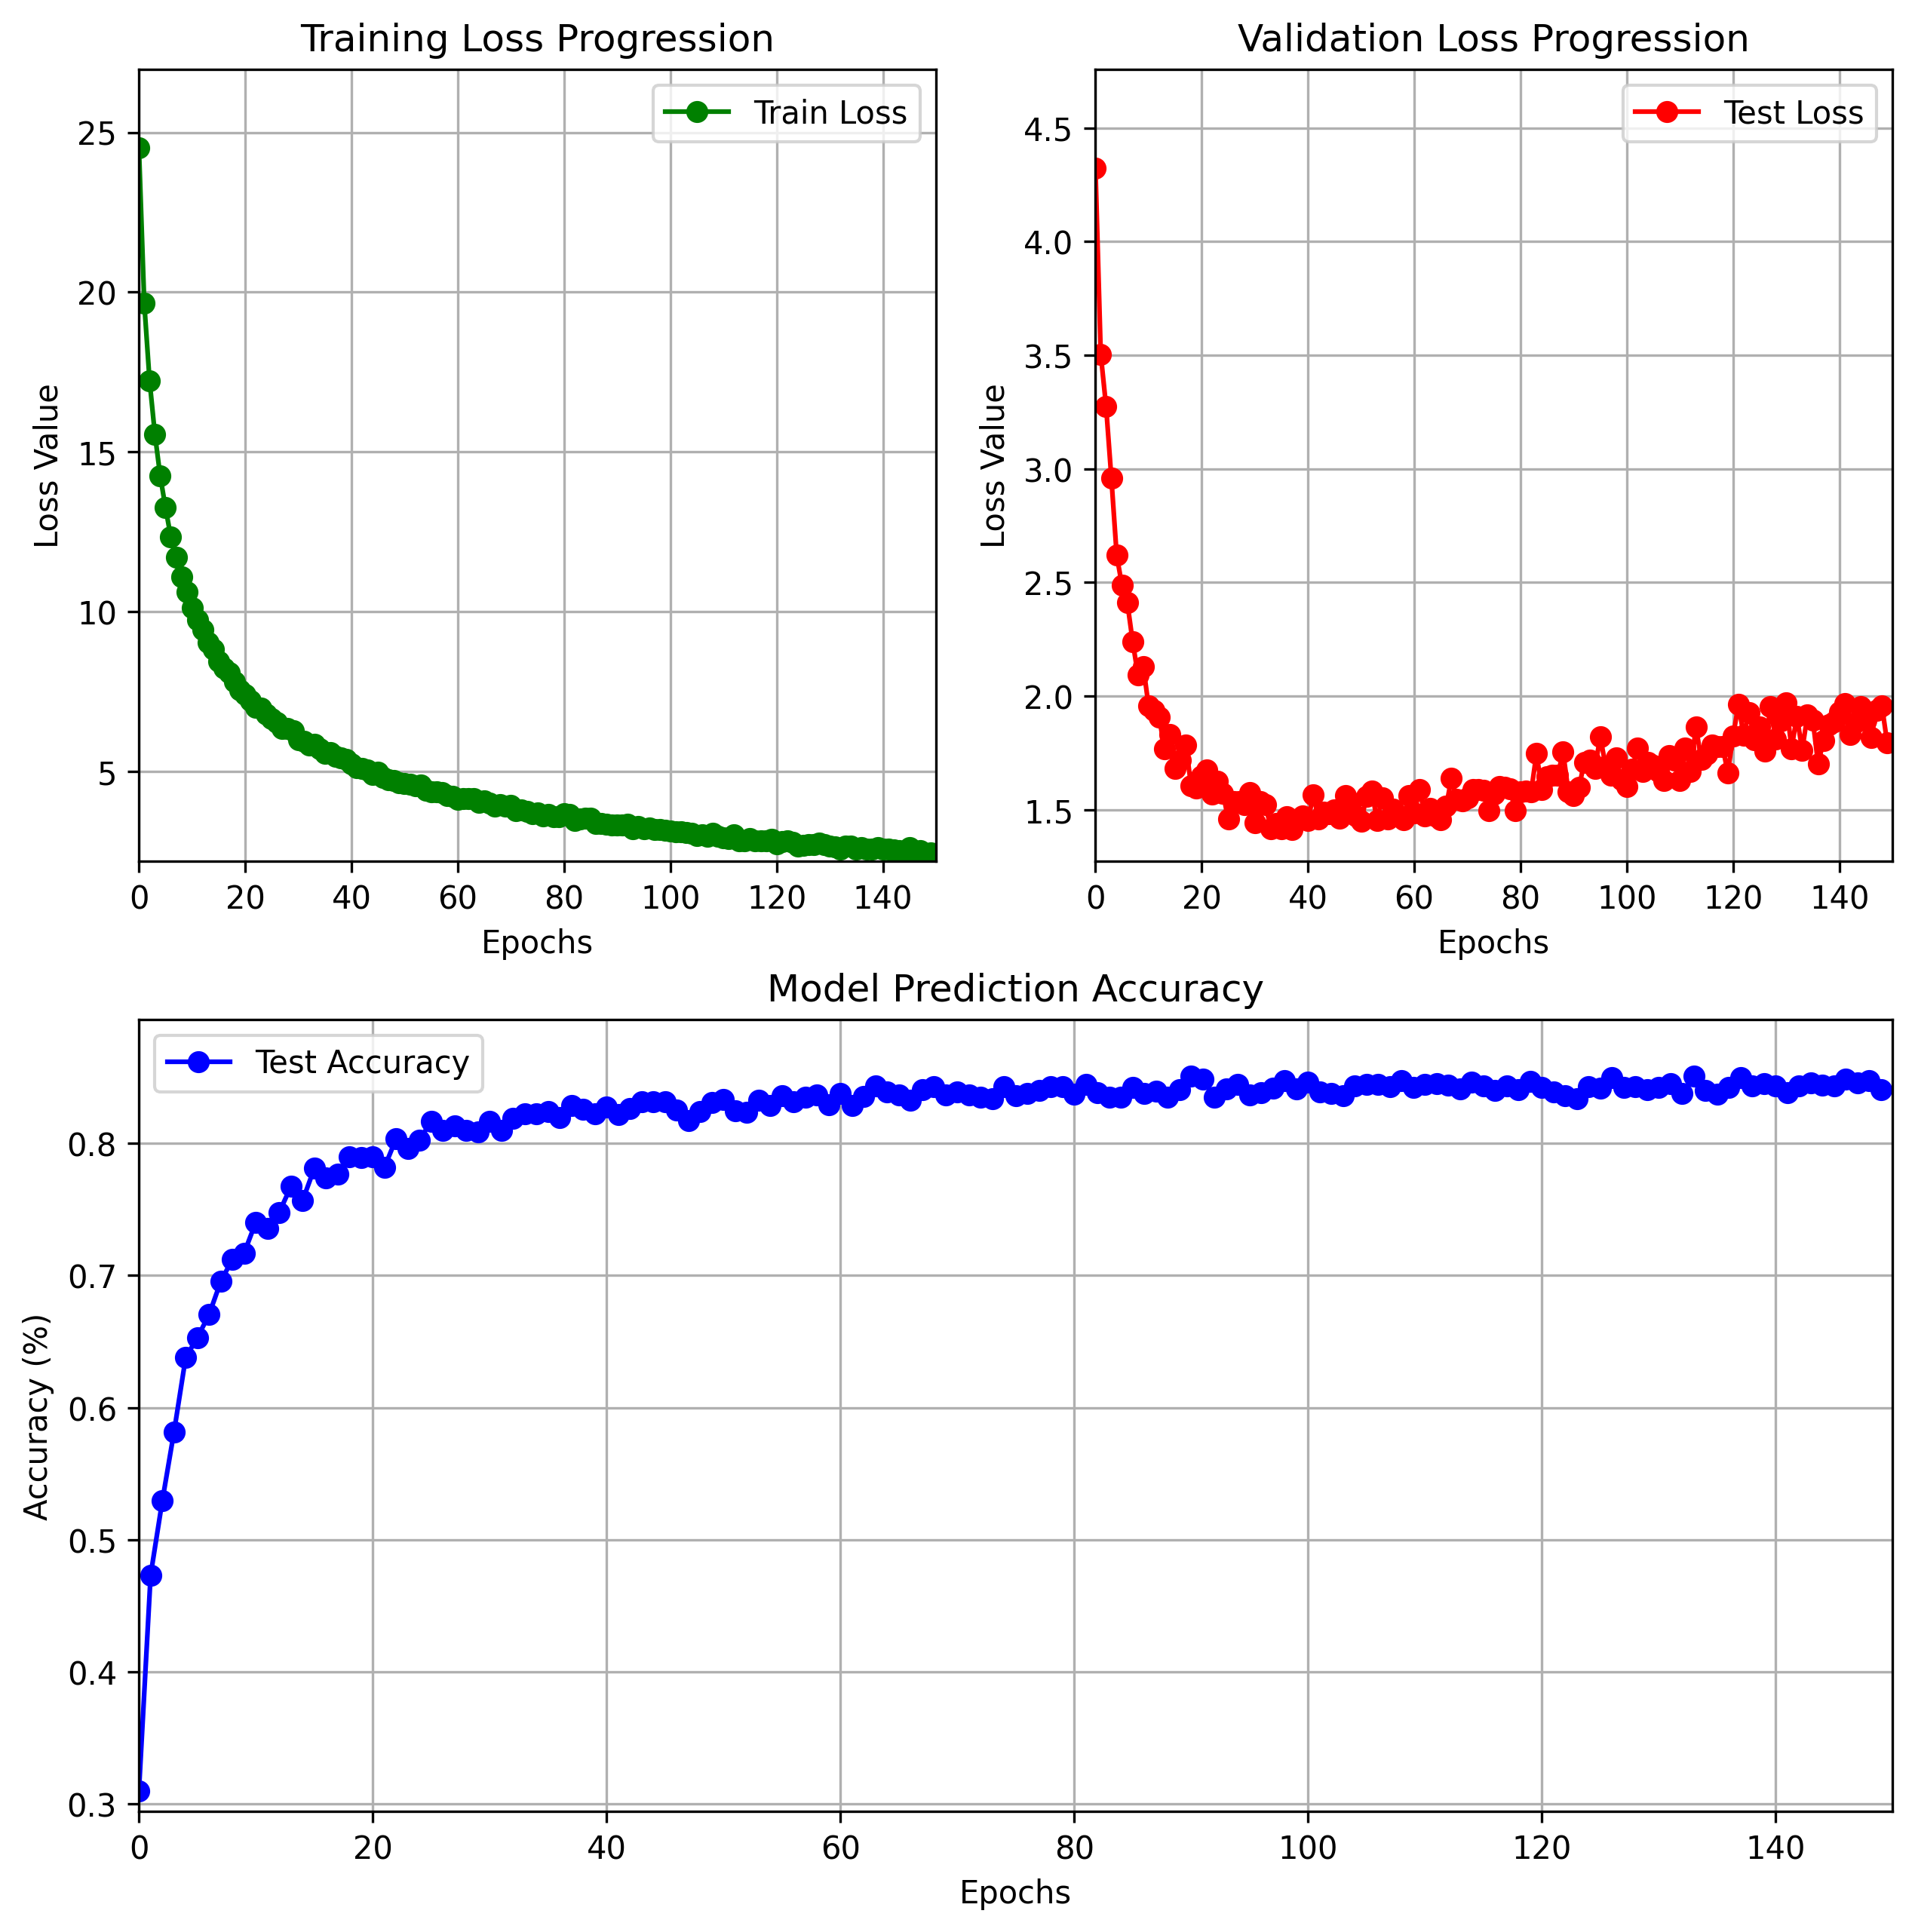 Training Loss Progression
Train Loss
25
20
15
10
5
Loss Value
0 20 40 60 80 100 120 140
Epochs
Validation Loss Progression
Test Loss
4.5
4.0
3.5
3.0
2.5
2.0
1.5
Loss Value
0 20 40 60 80 100 120 140
Epochs
Model Prediction Accuracy
Test Accuracy
0.8
0.7
0.6
0.5
0.4
0.3
Accuracy (%)
0 20 40 60 80 100 120 140
Epochs